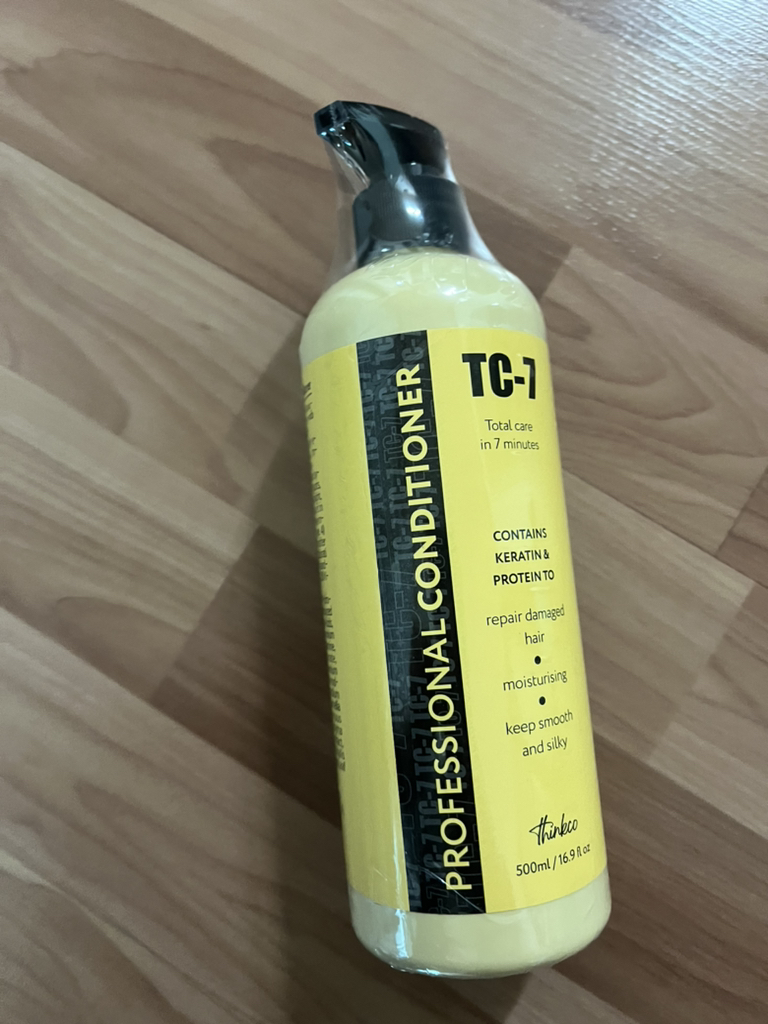 TC-7
Total care
in 7 minutes
PROFESSIONAL CONDITIONER
CONTAINS
KERATIN &
PROTEIN TO
repair damaged
hair
•
moisturising
•
keep smooth
and silky
thinkco
500ml / 16.9 fl oz